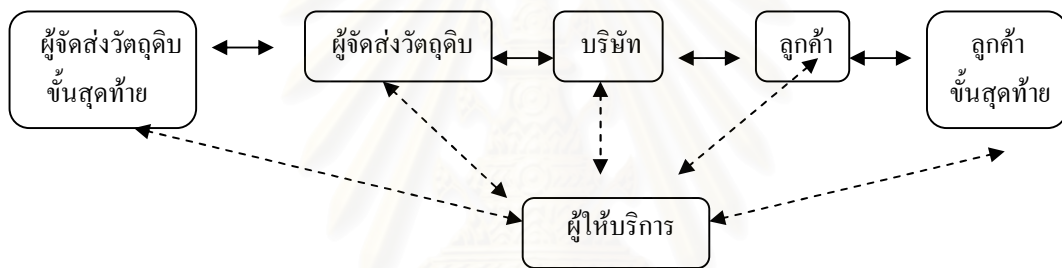 ผู้จัดส่งวัตถุดิบ
ขั้นสุดท้าย
ผู้จัดส่งวัตถุดิบ
บริษัท
ลูกค้า
ลูกค้า
ขั้นสุดท้าย
ผู้ให้บริการ